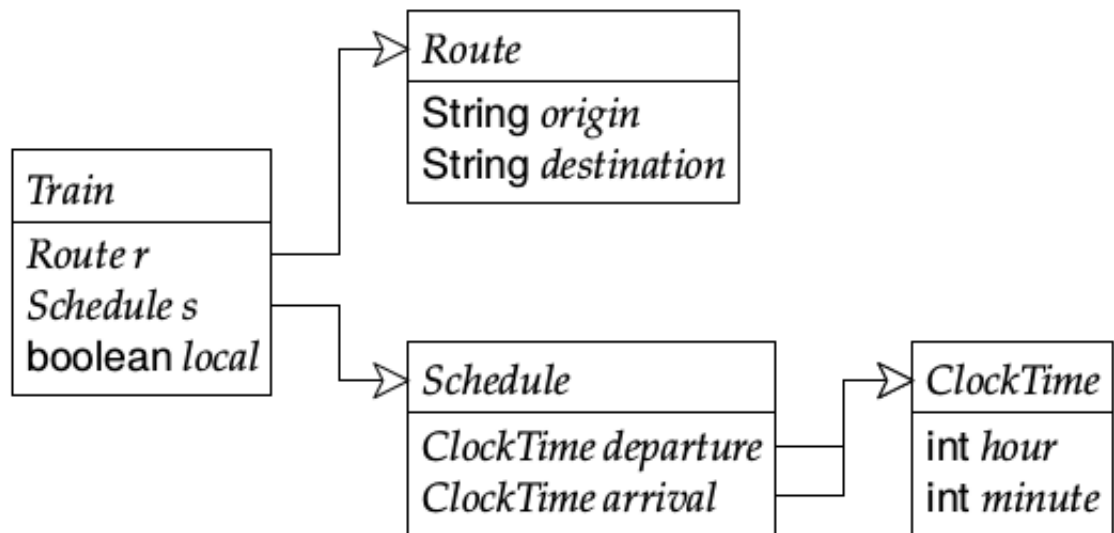 Train
Route r
Schedule s
boolean local
Route
String origin
String destination
Schedule
ClockTime departure
ClockTime arrival
ClockTime
int hour
int minute